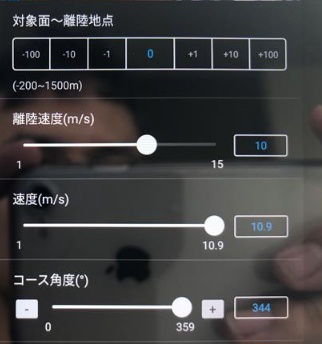 対象面～離陸地点
-100 -10 -1 0 +1 +10 +100
(-200~1500m)
離陸速度(m/s)
10
1 15
速度(m/s)
10.9
1 10.9
コース角度(°)
- + 344
0 359